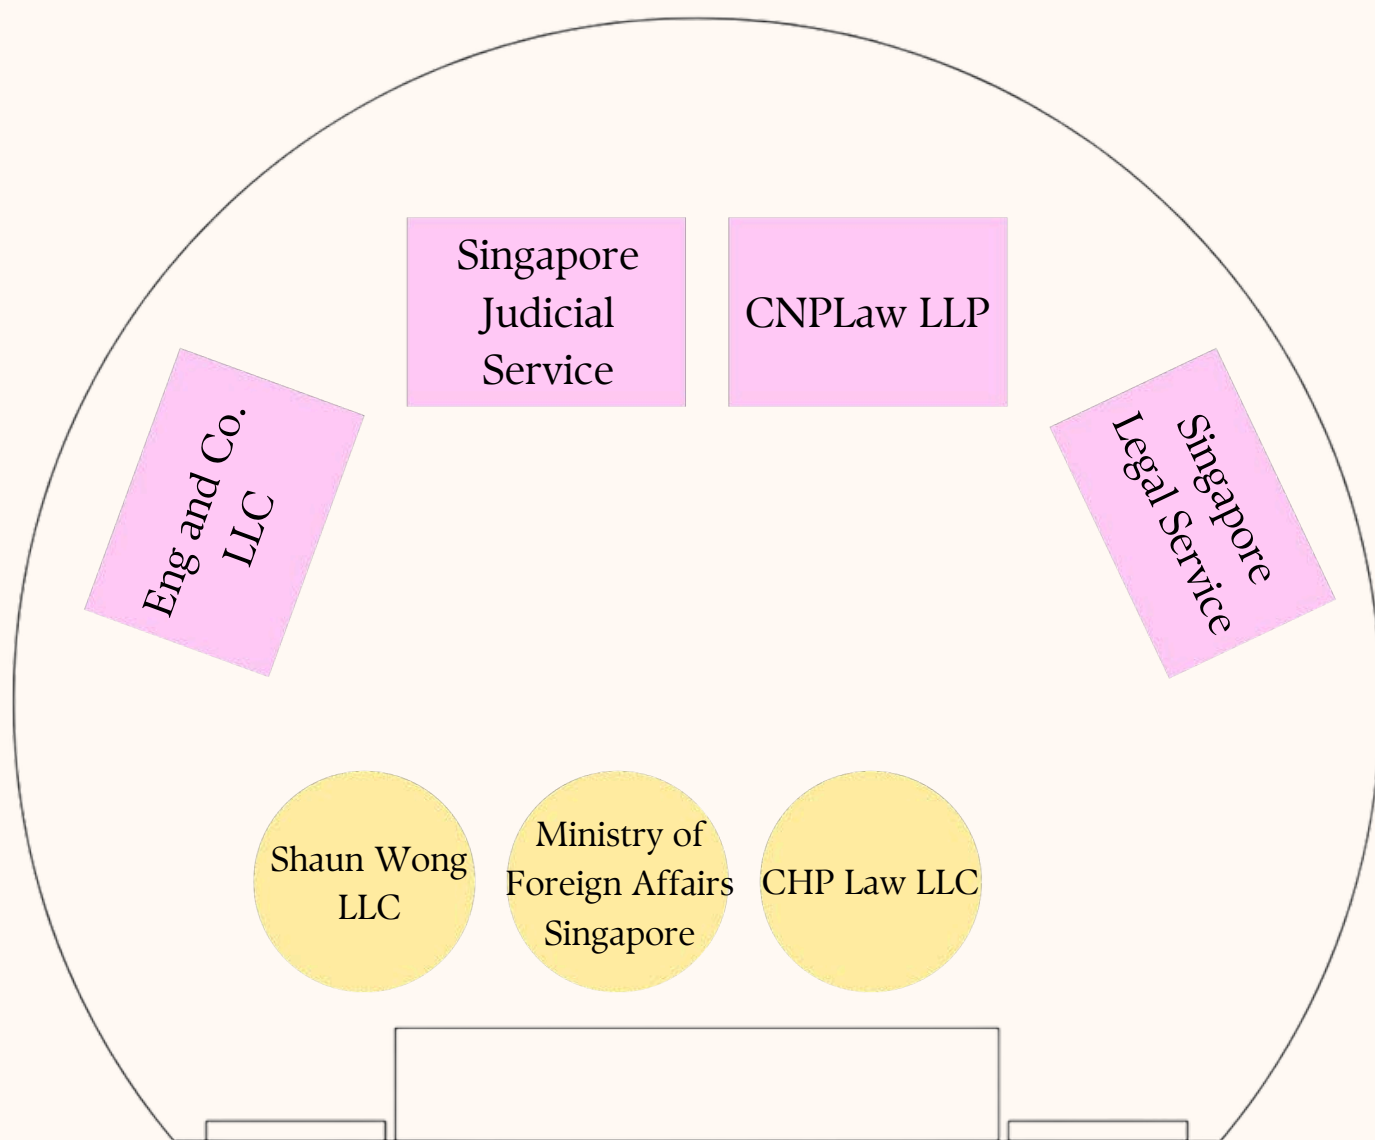 Singapore
Judicial
Service
CNPLaw LLP
Eng and Co.
LLC
Singapore
Legal Service
Shaun Wong
LLC
Ministry of
Foreign Affairs
Singapore
CHP Law LLC